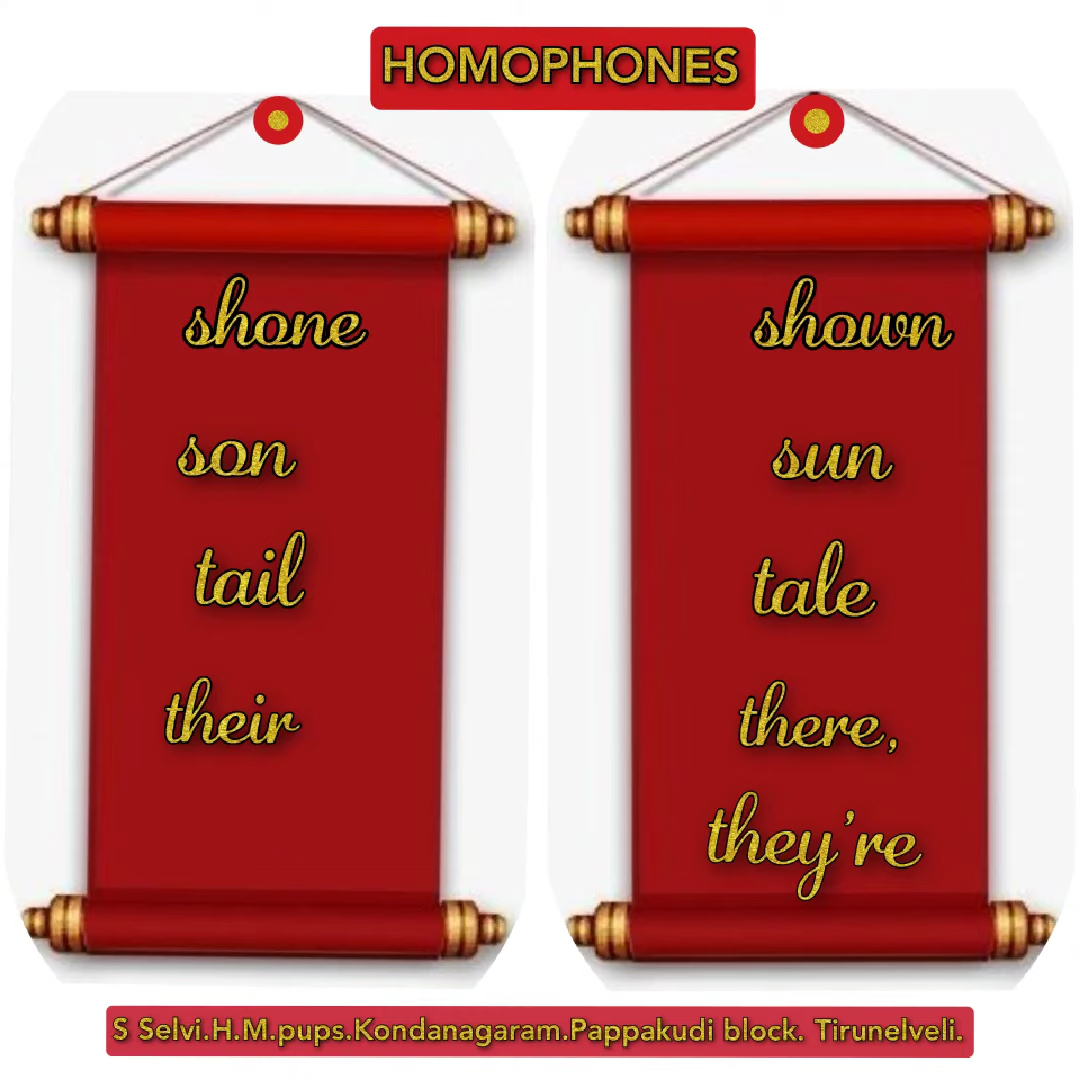 HOMOPHONES
shone
son
tail
their
shown
sun
tale
there,
they're
S Selvi.H.M.pups.Kondanagaram.Pappakudi block. Tirunelveli.